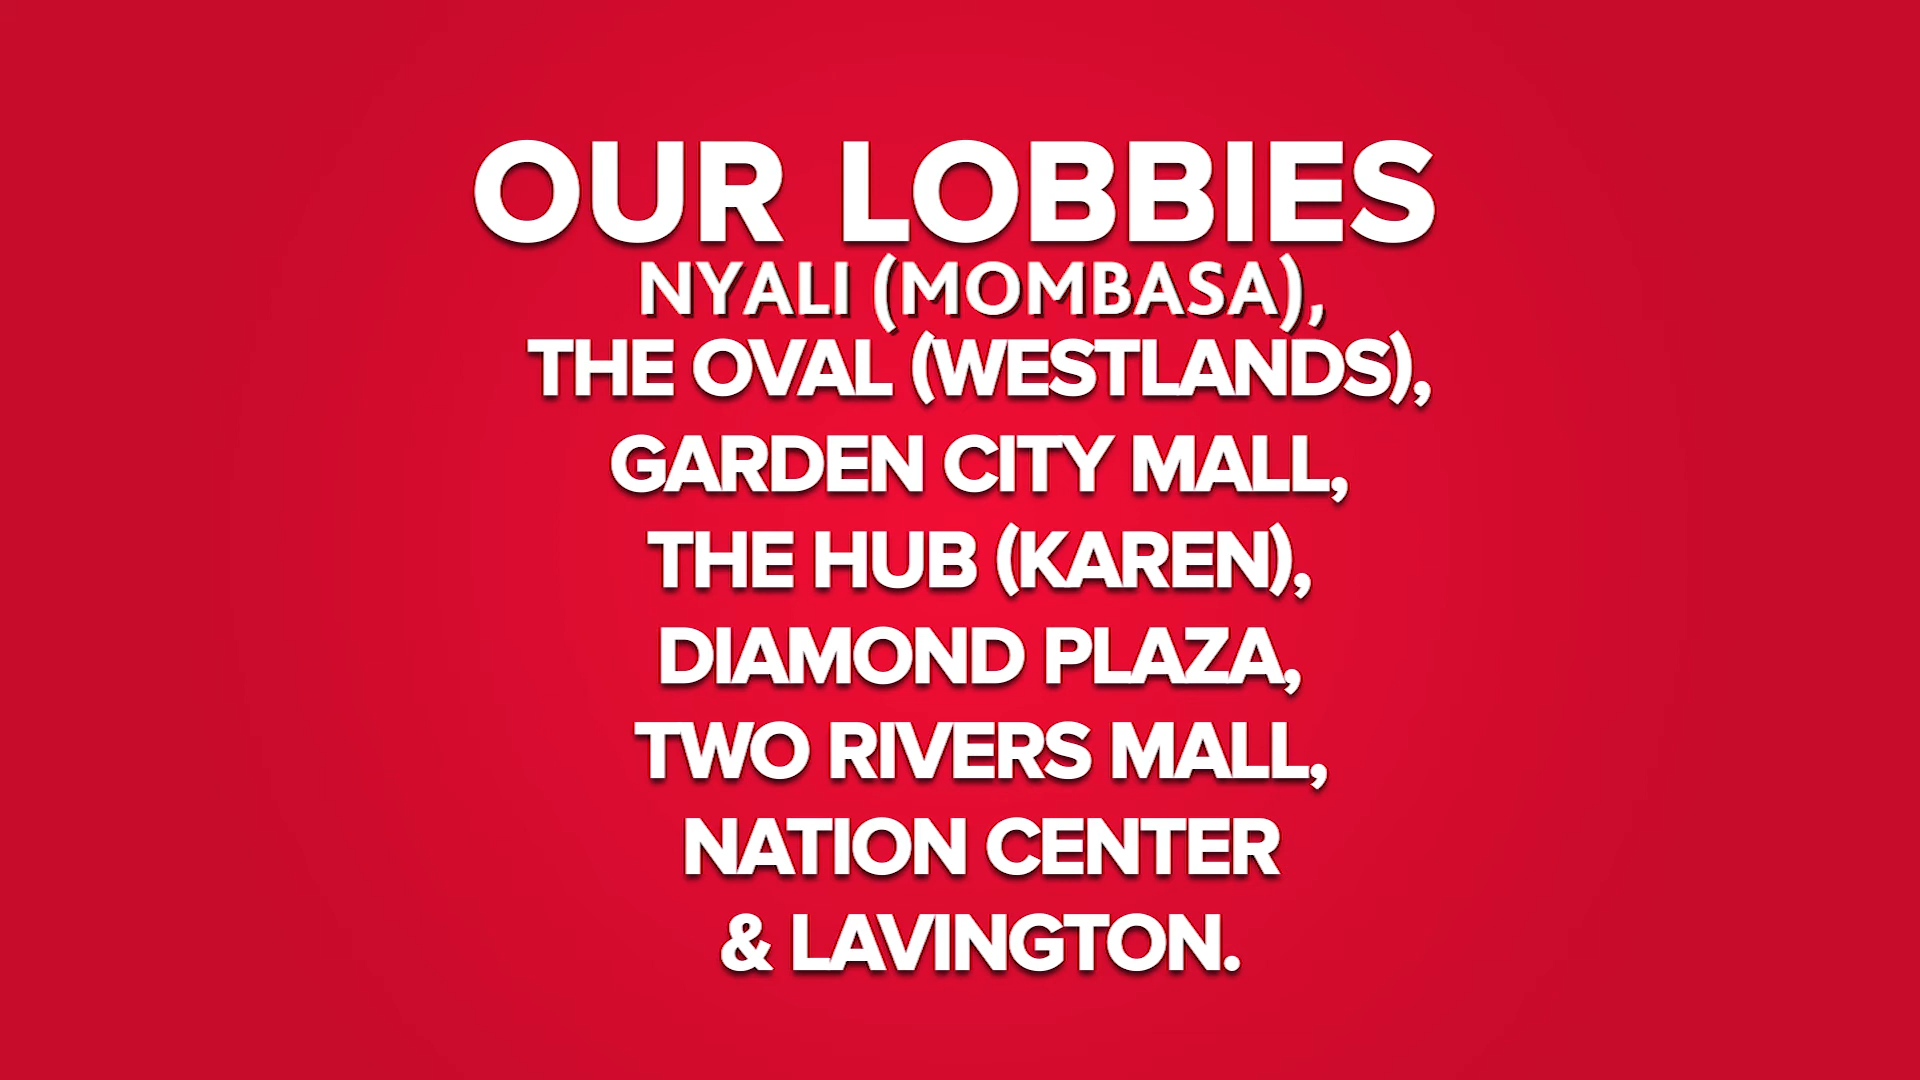 OUR LOBBIES
NYALI (MOMBASA),
THE OVAL (WESTLANDS),
GARDEN CITY MALL,
THE HUB (KAREN),
DIAMOND PLAZA,
TWO RIVERS MALL,
NATION CENTER
& LAVINGTON.